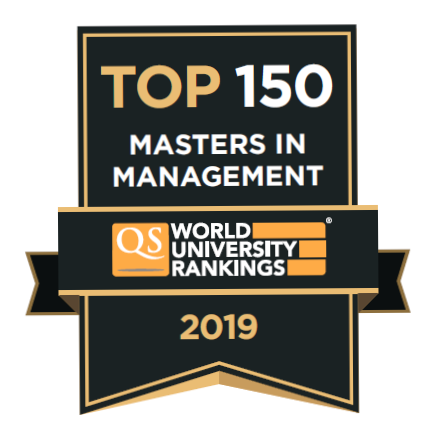 TOP 150
MASTERS IN
MANAGEMENT
QS
WORLD
UNIVERSITY
RANKINGS
®
2019